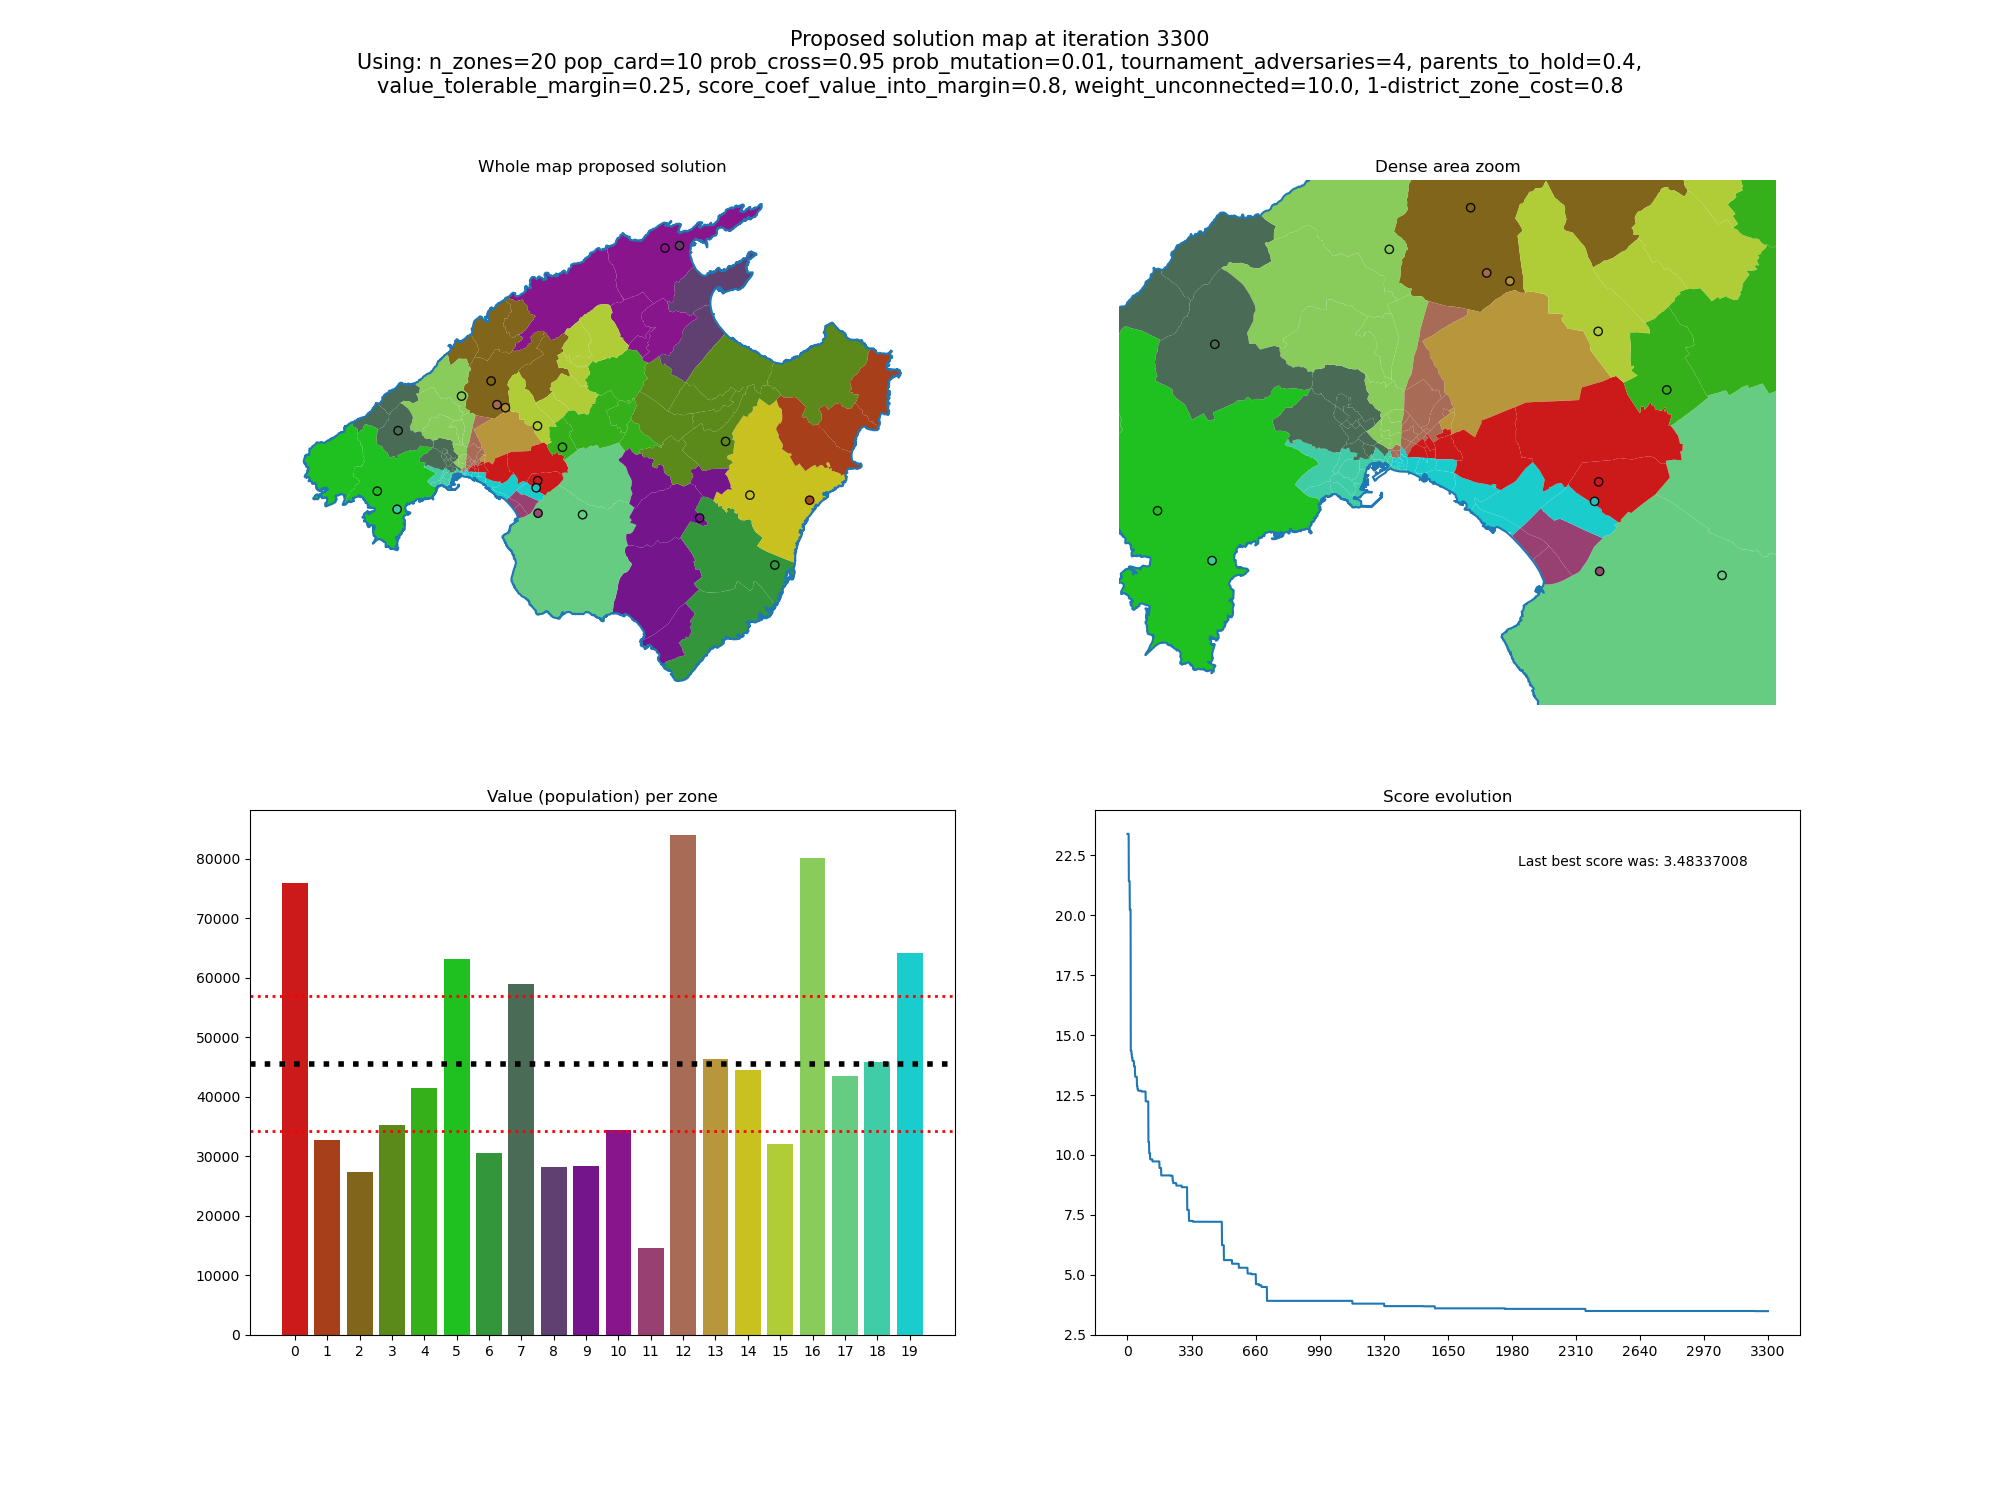 Proposed solution map at iteration 3300
Using: n_zones=20 pop_card=10 prob_cross=0.95 prob_mutation=0.01, tournament_adversaries=4, parents_to_hold=0.4,
value_tolerable_margin=0.25, score_coef_value_into_margin=0.8, weight_unconnected=10.0, 1-district_zone_cost=0.8
Whole map proposed solution
Dense area zoom
Value (population) per zone
80000
70000
60000
50000
40000
30000
20000
10000
0
0 1 2 3 4 5 6 7 8 9 10 11 12 13 14 15 16 17 18 19
Score evolution
Last best score was: 3.48337008
22.5
20.0
17.5
15.0
12.5
10.0
7.5
5.0
2.5
0 330 660 990 1320 1650 1980 2310 2640 2970 3300